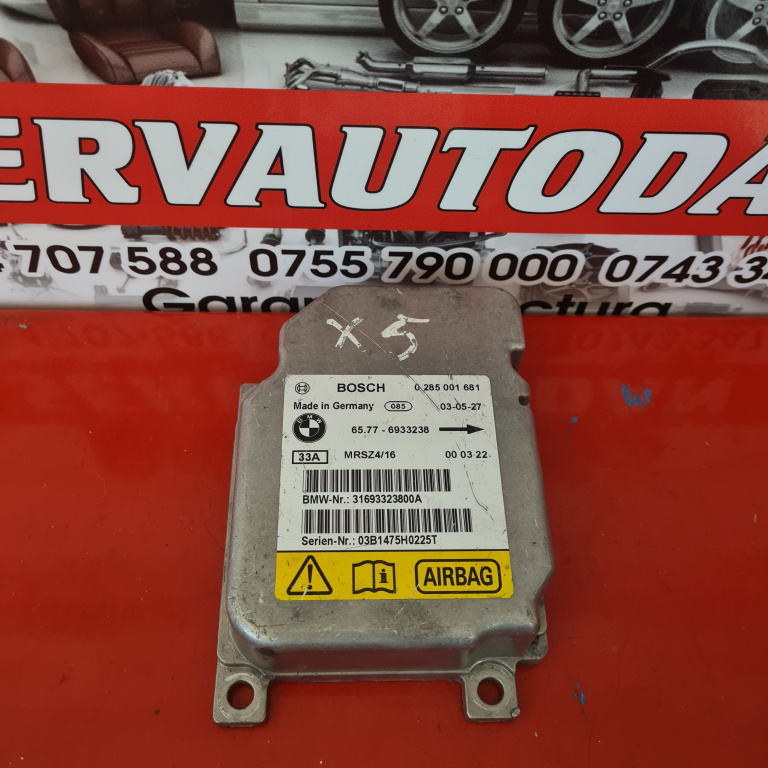 ERVAUTODA
707 588 0755 790 000 0743 3
X5
BOSCH 0 285 001 681
Made in Germany 085 03-05-27
BMW
65.77 - 6933238
33A MRSZ4/16 00 03 22
BMW-Nr.: 31693323800A
Serien-Nr.: 03B1475H0225T
AIRBAG